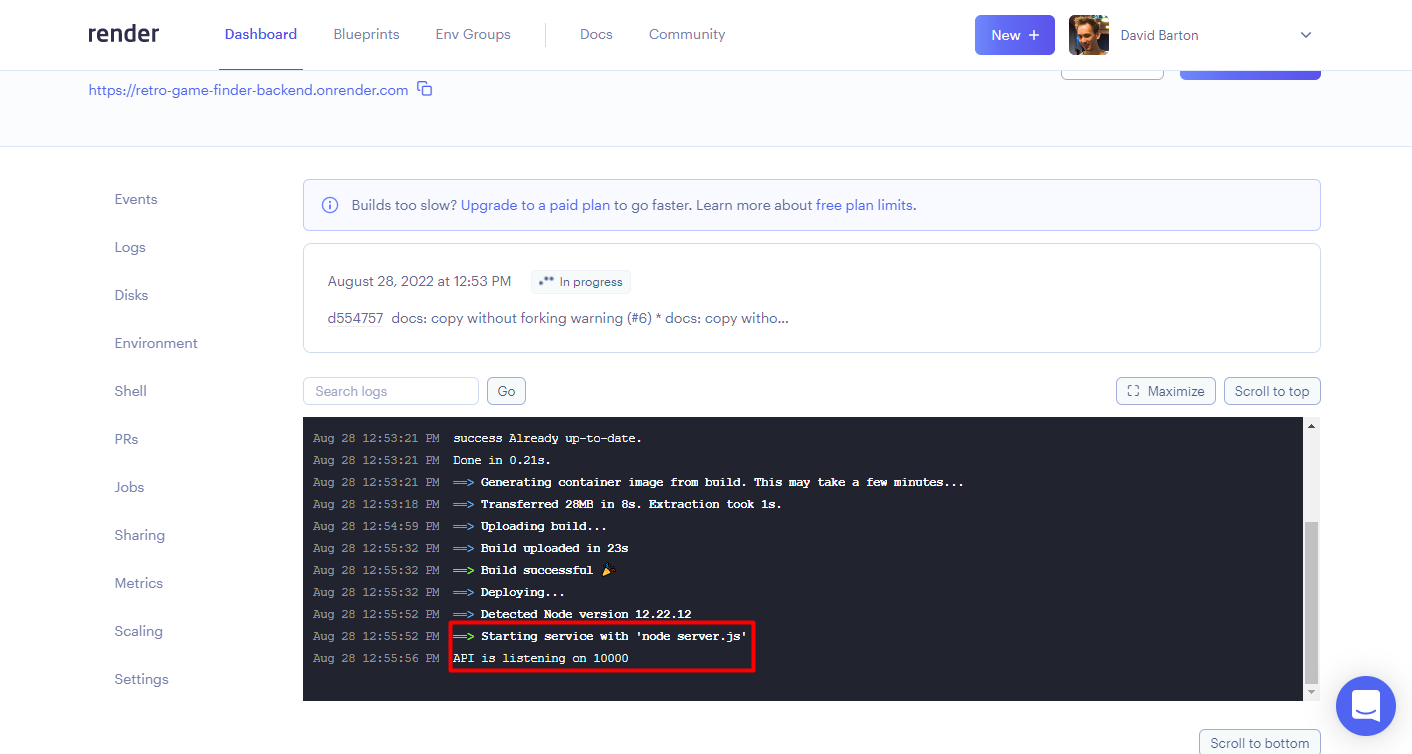 render
Dashboard
Blueprints
Env Groups
Docs
Community
New +
David Barton
https://retro-game-finder-backend.onrender.com
Events
Logs
Disks
Environment
Shell
PRs
Jobs
Sharing
Metrics
Scaling
Settings
Builds too slow? Upgrade to a paid plan to go faster. Learn more about free plan limits.
August 28, 2022 at 12:53 PM In progress
d554757 docs: copy without forking warning (#6) * docs: copy witho...
Search logs
Go
Maximize
Scroll to top
Aug 28 12:53:21 PM success Already up-to-date.
Aug 28 12:53:21 PM Done in 0.21s.
Aug 28 12:53:21 PM ==> Generating container image from build. This may take a few minutes...
Aug 28 12:53:18 PM ==> Transferred 28MB in 8s. Extraction took 1s.
Aug 28 12:54:59 PM ==> Uploading build...
Aug 28 12:55:32 PM ==> Build uploaded in 23s
Aug 28 12:55:32 PM ==> Build successful 🎉
Aug 28 12:55:32 PM ==> Deploying...
Aug 28 12:55:52 PM ==> Detected Node version 12.22.12
Aug 28 12:55:52 PM ==> Starting service with 'node server.js'
Aug 28 12:55:56 PM API is listening on 10000
Scroll to bottom